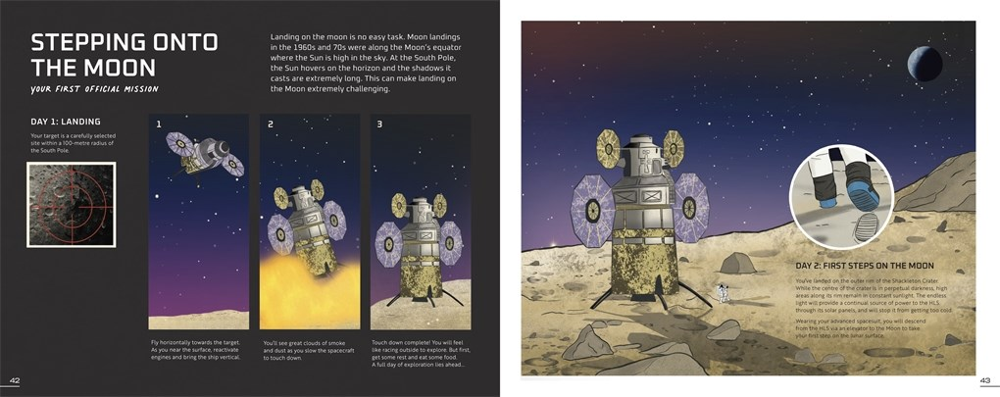 STEPPING ONTO
THE MOON
YOUR FIRST OFFICIAL MISSION
Landing on the moon is no easy task. Moon landings
in the 1960s and 70s were along the Moon's equator
where the Sun is high in the sky. At the South Pole,
the Sun hovers on the horizon and the shadows it
casts are extremely long. This can make landing on
the Moon extremely challenging.
DAY 1: LANDING
Your target is a carefully selected
site within a 100-metre radius of
the South Pole.
1
2
3
Fly horizontally towards the target.
As you near the surface, reactivate
engines and bring the ship vertical.
You'll see great clouds of smoke
and dust as you slow the spacecraft
to touch down.
Touch down complete! You will feel
like racing outside to explore. But first,
get some rest and eat some food.
A full day of exploration lies ahead...
42
DAY 2: FIRST STEPS ON THE MOON
You've landed on the outer rim of the Shackleton Crater.
While the centre of the crater is in perpetual darkness, high
areas along its rim remain in constant sunlight. The endless
light will provide a continual source of power to the HLS
through its solar panels, and will stop it from getting too cold.
Wearing your advanced spacesuit, you will descend
from the HLS via an elevator to the Moon to take
your first step on the lunar surface.
43